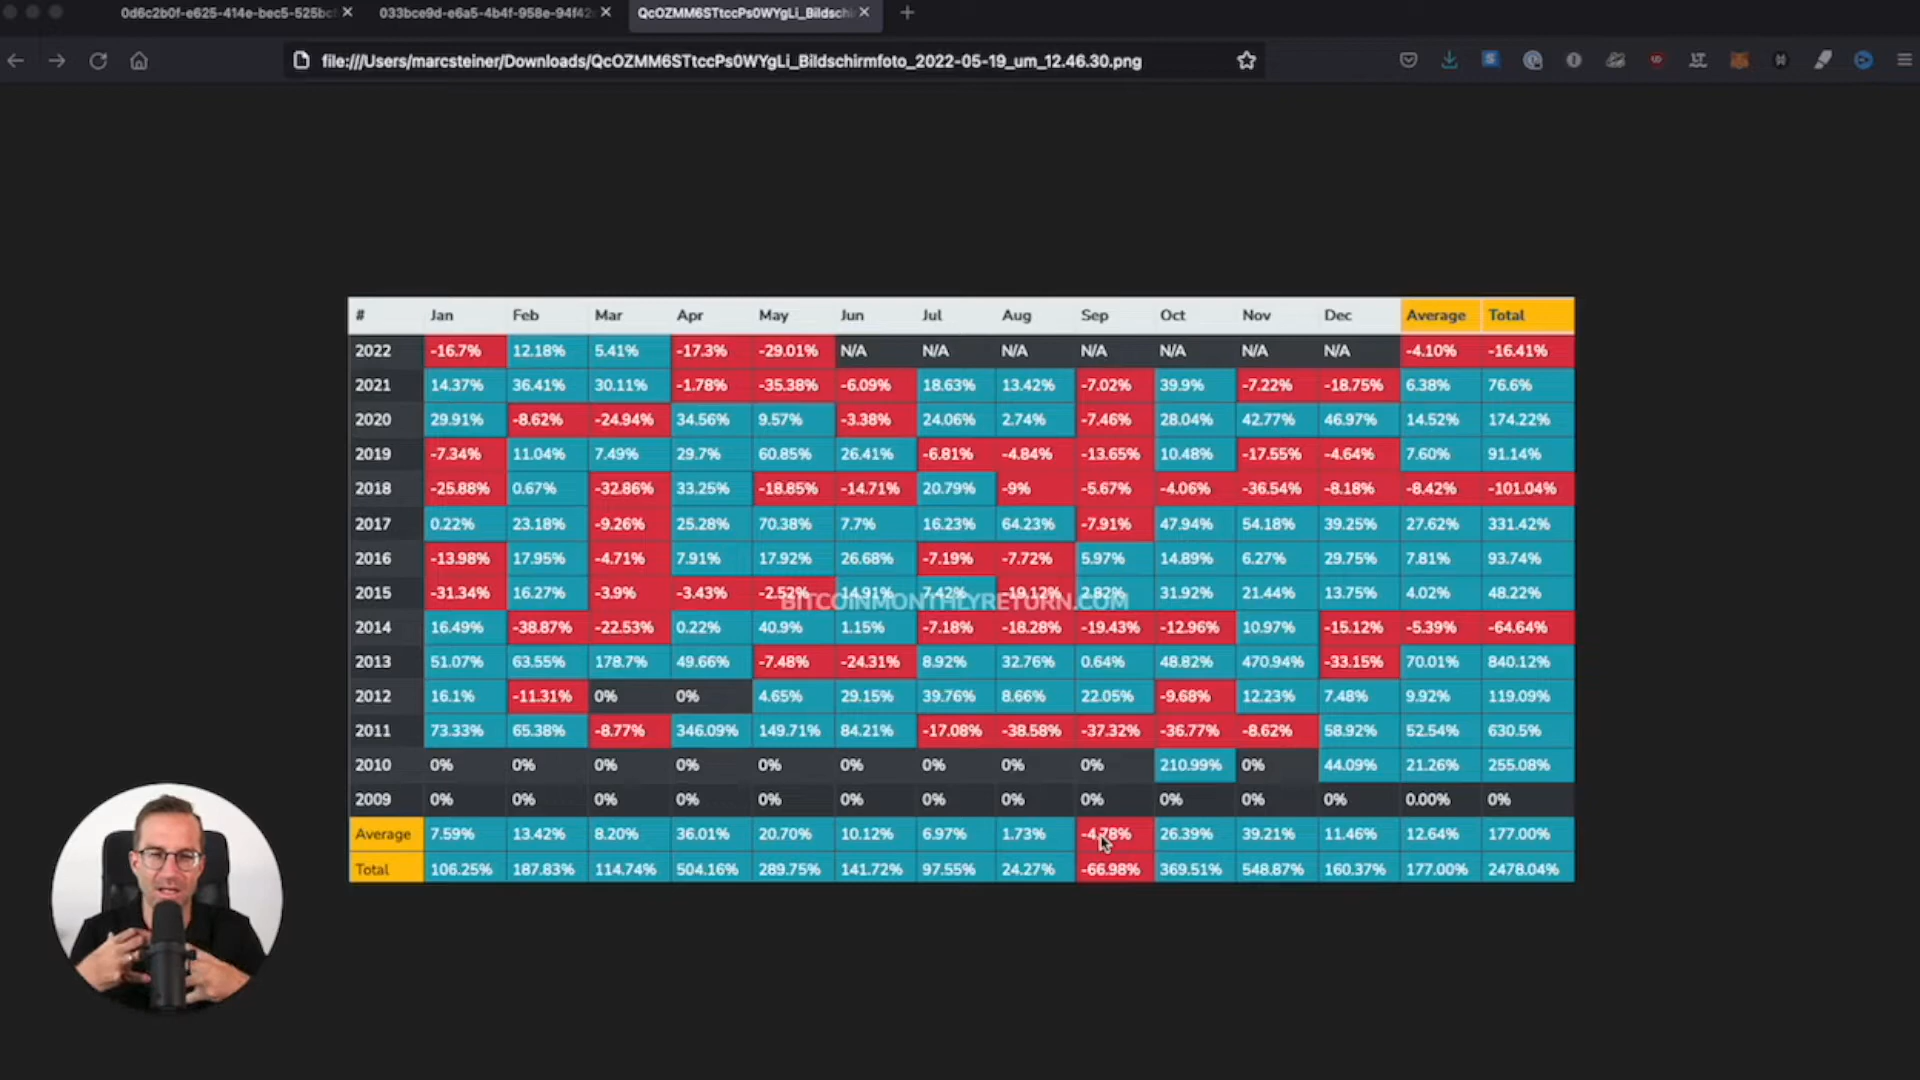 0d6c2b0f-e625-414e-bec5-525bc
033bce9d-e6a5-4b4f-958e-94f42
QcOZMM6STtccPs0WYgLi_Bildschi
file:///Users/marcsteiner/Downloads/QcOZMM6STtccPs0WYgLi_Bildschirmfoto_2022-05-19_um_12.46.30.png
# Jan Feb Mar Apr May Jun Jul Aug Sep Oct Nov Dec Average Total
2022 -16.7% 12.18% 5.41% -17.3% -29.01% N/A N/A N/A N/A N/A N/A N/A -4.10% -16.41%
2021 14.37% 36.41% 30.11% -1.78% -35.38% -6.09% 18.63% 13.42% -7.02% 39.9% -7.22% -18.75% 6.38% 76.6%
2020 29.91% -8.62% -24.94% 34.56% 9.57% -3.38% 24.06% 2.74% -7.46% 28.04% 42.77% 46.97% 14.52% 174.22%
2019 -7.34% 11.04% 7.49% 29.7% 60.85% 26.41% -6.81% -4.84% -13.65% 10.48% -17.55% -4.64% 7.60% 91.14%
2018 -25.88% 0.67% -32.86% 33.25% -18.85% -14.71% 20.79% -9% -5.67% -4.06% -36.54% -8.18% -8.42% -101.04%
2017 0.22% 23.18% -9.26% 25.28% 70.38% 7.7% 16.23% 64.23% -7.91% 47.94% 54.18% 39.25% 27.62% 331.42%
2016 -13.98% 17.95% -4.71% 7.91% 17.92% 26.68% -7.19% -7.72% 5.97% 14.89% 6.27% 29.75% 7.81% 93.74%
2015 -31.34% 16.27% -3.9% -3.43% -2.52% 14.91% 7.42% -19.12% 2.82% 31.92% 21.44% 13.75% 4.02% 48.22%
BITCOINMONTHLYRETURN.COM
2014 16.49% -38.87% -22.53% 0.22% 40.9% 1.15% -7.18% -18.28% -19.43% -12.96% 10.97% -15.12% -5.39% -64.64%
2013 51.07% 63.55% 178.7% 49.66% -7.48% -24.31% 8.92% 32.76% 0.64% 48.82% 470.94% -33.15% 70.01% 840.12%
2012 16.1% -11.31% 0% 0% 4.65% 29.15% 39.76% 8.66% 22.05% -9.68% 12.23% 7.48% 9.92% 119.09%
2011 73.33% 65.38% -8.77% 346.09% 149.71% 84.21% -17.08% -38.58% -37.32% -36.77% -8.62% 58.92% 52.54% 630.5%
2010 0% 0% 0% 0% 0% 0% 0% 0% 0% 210.99% 0% 44.09% 21.26% 255.08%
2009 0% 0% 0% 0% 0% 0% 0% 0% 0% 0% 0% 0% 0.00% 0%
Average 7.59% 13.42% 8.20% 36.01% 20.70% 10.12% 6.97% 1.73% -4.78% 26.39% 39.21% 11.46% 12.64% 177.00%
Total 106.25% 187.83% 114.74% 504.16% 289.75% 141.72% 97.55% 24.27% -66.98% 369.51% 548.87% 160.37% 177.00% 2478.04%